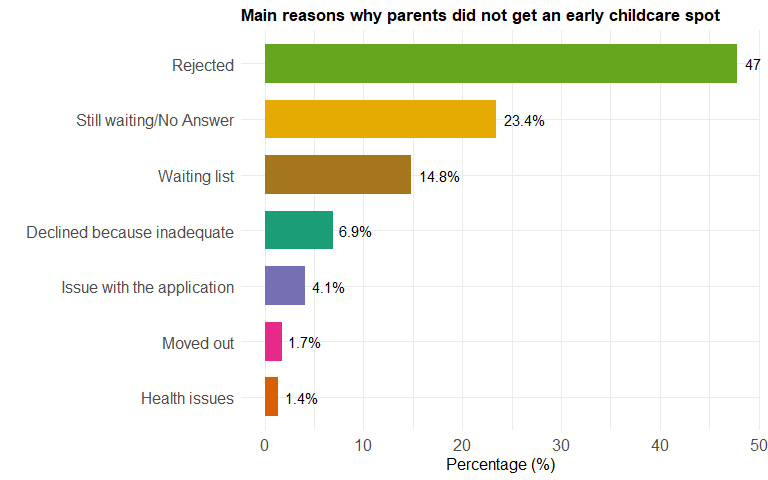 Main reasons why parents did not get an early childcare spot
Rejected 47
Still waiting/No Answer 23.4%
Waiting list 14.8%
Declined because inadequate 6.9%
Issue with the application 4.1%
Moved out 1.7%
Health issues 1.4%
0 10 20 30 40 50
Percentage (%)